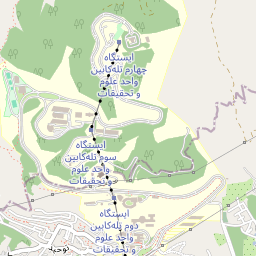 ایستگاه
چهارم تله‌کابین
واحد علوم
و تحقیقات
ایستگاه
سوم تله‌کابین
واحد علوم
و تحقیقات
ایستگاه
دوم تله‌کابین
واحد علوم
و تحقیقات
توحید